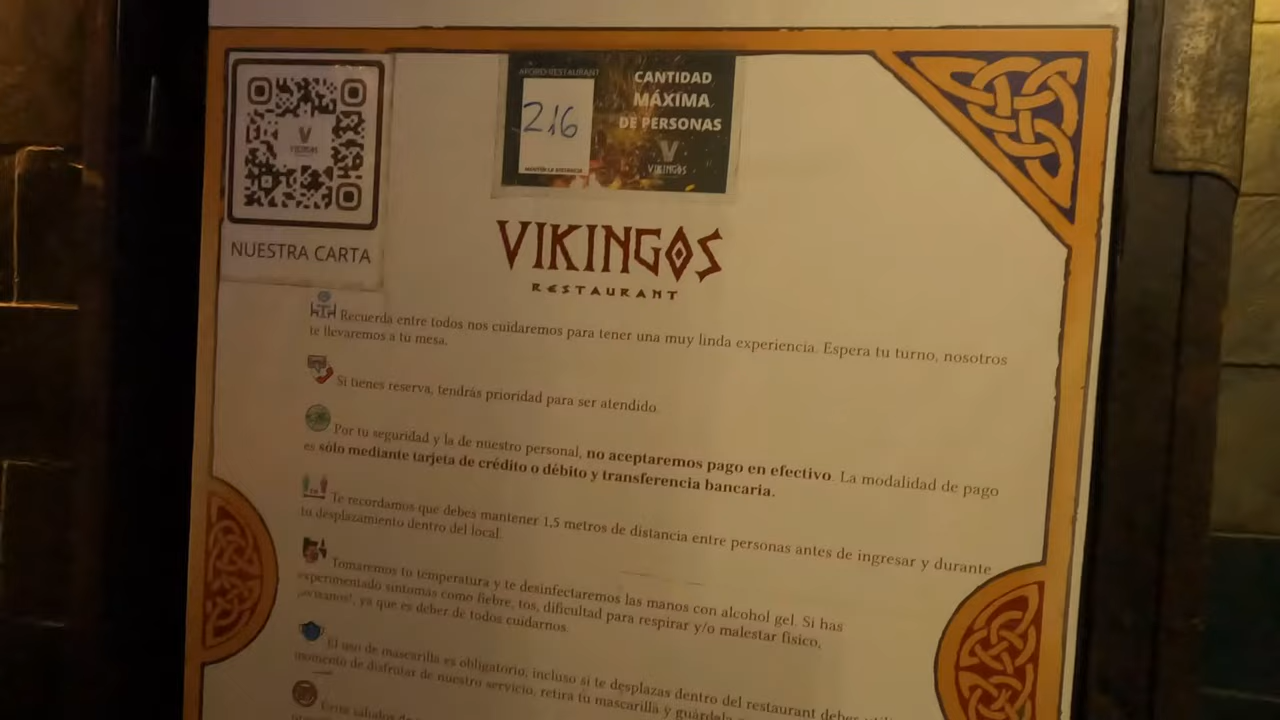 AFORO RESTAURANT
216
MANTÉN LA DISTANCIA
CANTIDAD
MÁXIMA
DE PERSONAS
VIKINGOS
VIKINGOS
NUESTRA CARTA
VIKINGOS
RESTAURANT
Recuerda entre todos nos cuidaremos para tener una muy linda experiencia. Espera tu turno, nosotros
te llevaremos a tu mesa.
Si tienes reserva, tendrás prioridad para ser atendido.
Por tu seguridad y la de nuestro personal, no aceptaremos pago en efectivo. La modalidad de pago
es sólo mediante tarjeta de crédito o débito y transferencia bancaria.
Te recordamos que debes mantener 1,5 metros de distancia entre personas antes de ingresar y durante
tu desplazamiento dentro del local.
Tomaremos tu temperatura y te desinfectaremos las manos con alcohol gel. Si has
experimentado síntomas como fiebre, tos, dificultad para respirar y/o malestar físico,
¡avísanos!, ya que es deber de todos cuidarnos.
El uso de mascarilla es obligatorio, incluso si te desplazas dentro del restaurant debes
momento de disfrutar de nuestro servicio, retira tu mascarilla y guárdala